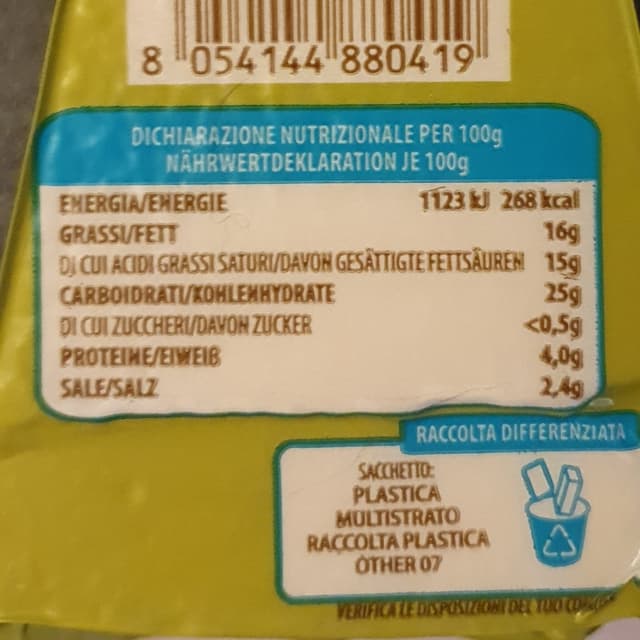 8 054144 880419
DICHIARAZIONE NUTRIZIONALE PER 100g
NÄHRWERTDEKLARATION JE 100g
ENERGIA/ENERGIE 1123 kJ 268 kcal
GRASSI/FETT 16g
DI CUI ACIDI GRASSI SATURI/DAVON GESÄTTIGTE FETTSÄUREN 15g
CARBOIDRATI/KOHLENHYDRATE 25g
DI CUI ZUCCHERI/DAVON ZUCKER <0,5g
PROTEINE/EIWEIß 4,0g
SALE/SALZ 2,4g
RACCOLTA DIFFERENZIATA
SACCHETTO:
PLASTICA
MULTISTRATO
RACCOLTA PLASTICA
OTHER 07
VERIFICA LE DISPOSIZIONI DEL TUO